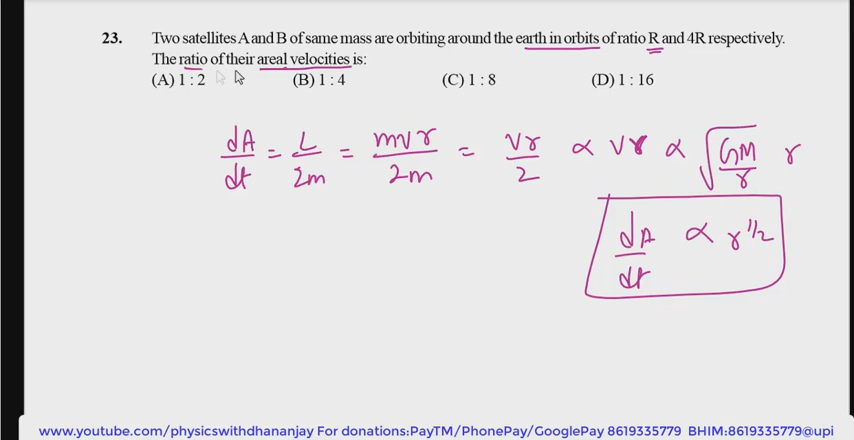 23. Two satellites A and B of same mass are orbiting around the earth in orbits of ratio R and 4R respectively.
The ratio of their areal velocities is:
(A) 1 : 2 (B) 1 : 4 (C) 1 : 8 (D) 1 : 16
dA/dt = L/2m = mvr/2m = vr/2 ∝ vr ∝ √(GM/r) r
dA/dt ∝ r^1/2
www.youtube.com/physicswithdhananjay For donations:PayTM/PhonePay/GooglePay 8619335779 BHIM:8619335779@upi